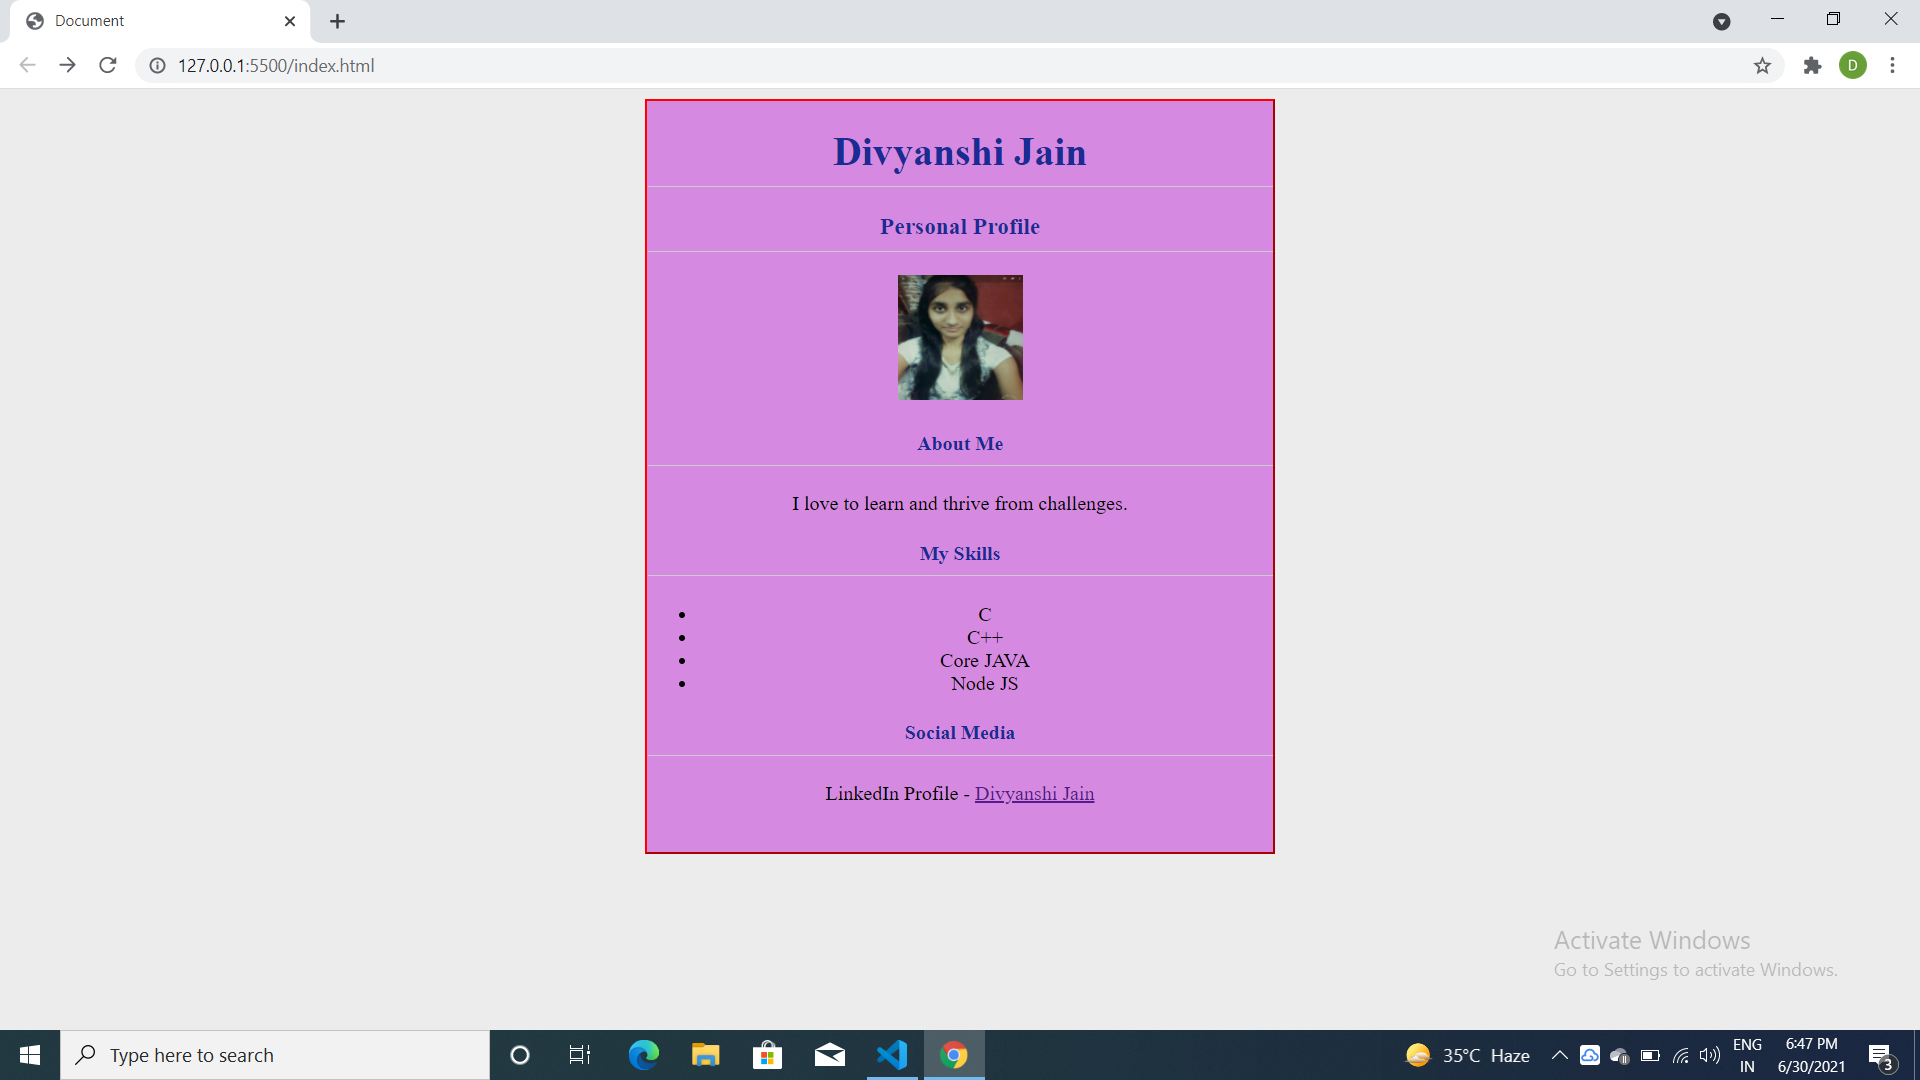 Document
127.0.0.1:5500/index.html
D
Divyanshi Jain
Personal Profile
About Me
I love to learn and thrive from challenges.
My Skills
C
C++
Core JAVA
Node JS
Social Media
LinkedIn Profile - Divyanshi Jain
Activate Windows
Go to Settings to activate Windows.
Type here to search
35°C Haze
ENG
IN
6:47 PM
6/30/2021
3